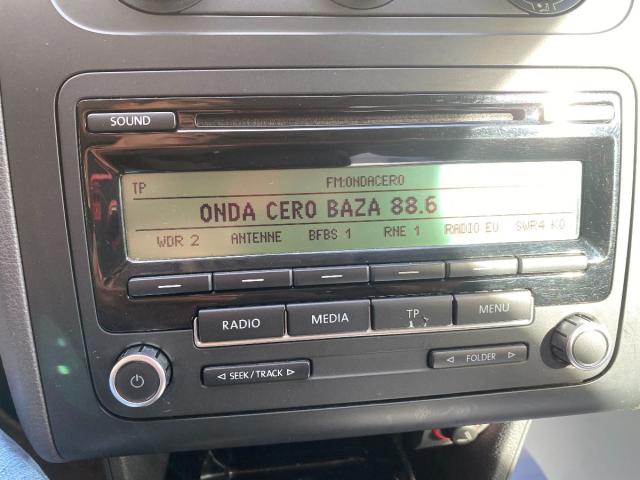 SOUND
TP FM:ONDACERO
ONDA CERO BAZA 88.6
WDR 2 ANTENNE BFBS 1 RNE 1 RADIO EU SWR4 KO
RADIO MEDIA TP MENU
SEEK/TRACK FOLDER